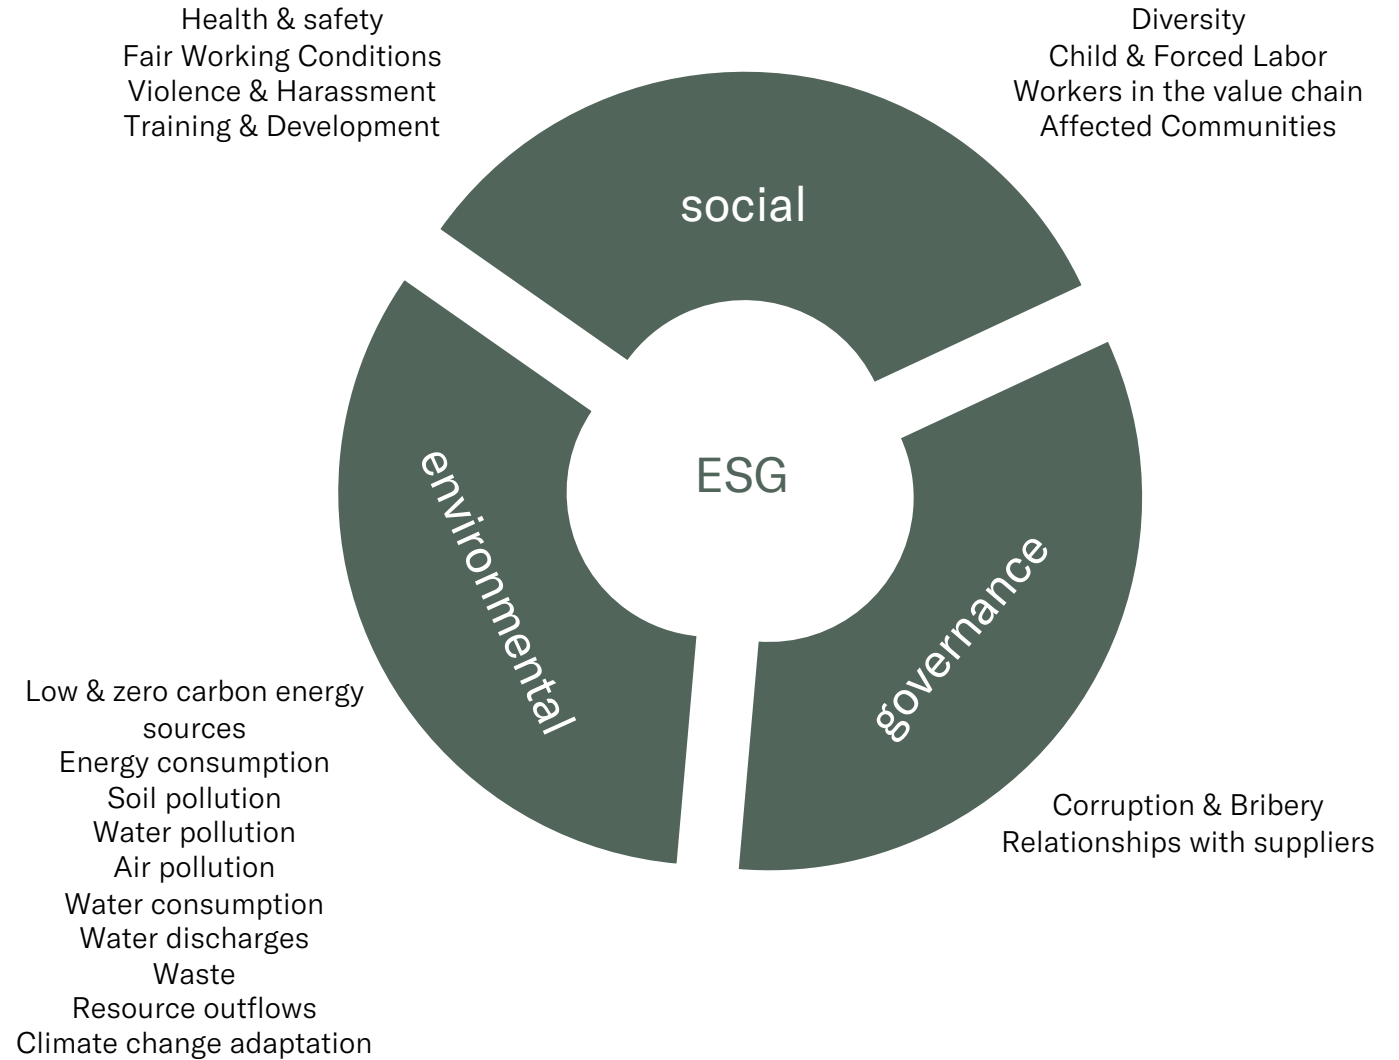 Health & safety
Fair Working Conditions
Violence & Harassment
Training & Development
Diversity
Child & Forced Labor
Workers in the value chain
Affected Communities
social
ESG
environmental
governance
Low & zero carbon energy
sources
Energy consumption
Soil pollution
Water pollution
Air pollution
Water consumption
Water discharges
Waste
Resource outflows
Climate change adaptation
Corruption & Bribery
Relationships with suppliers